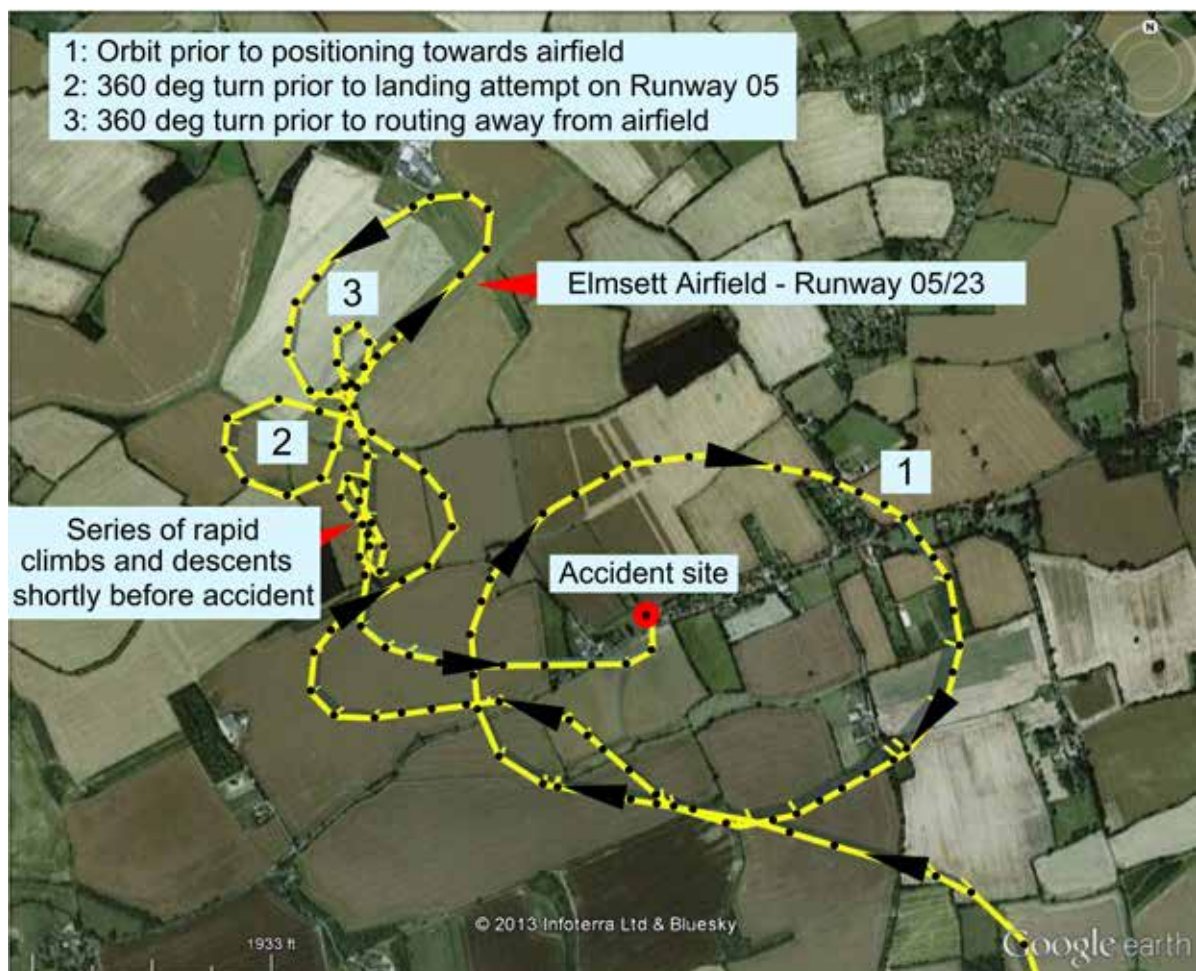 1: Orbit prior to positioning towards airfield
2: 360 deg turn prior to landing attempt on Runway 05
3: 360 deg turn prior to routing away from airfield
N
3
Elmsett Airfield - Runway 05/23
2
1
Series of rapid
climbs and descents
shortly before accident
Accident site
© 2013 Infoterra Ltd & Bluesky
1933 ft
Google earth